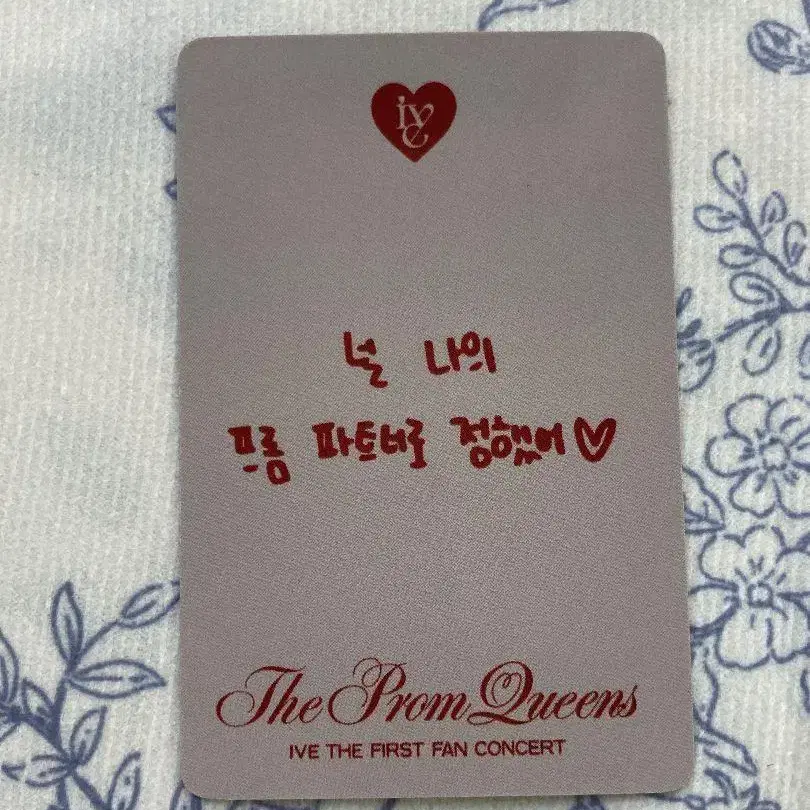 ive
널 나의
프롬 파트너로 정했어♡
The Prom Queens
IVE THE FIRST FAN CONCERT